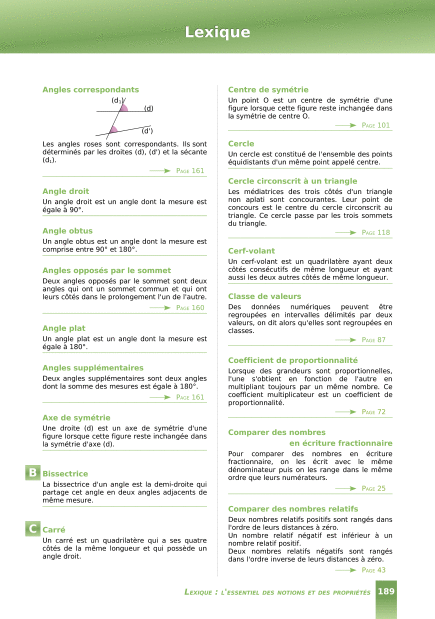 Lexique
Angles correspondants
(d₁)
(d)
(d')
Les angles roses sont correspondants. Ils sont
déterminés par les droites (d), (d') et la sécante
(d₁).
PAGE 161
Angle droit
Un angle droit est un angle dont la mesure est
égale à 90°.
Angle obtus
Un angle obtus est un angle dont la mesure est
comprise entre 90° et 180°.
Angles opposés par le sommet
Deux angles opposés par le sommet sont deux
angles qui ont un sommet commun et qui ont
leurs côtés dans le prolongement l'un de l'autre.
PAGE 160
Angle plat
Un angle plat est un angle dont la mesure est
égale à 180°.
Angles supplémentaires
Deux angles supplémentaires sont deux angles
dont la somme des mesures est égale à 180°.
PAGE 161
Axe de symétrie
Une droite (d) est un axe de symétrie d'une
figure lorsque cette figure reste inchangée dans
la symétrie d'axe (d).
B Bissectrice
La bissectrice d'un angle est la demi-droite qui
partage cet angle en deux angles adjacents de
même mesure.
C Carré
Un carré est un quadrilatère qui a ses quatre
côtés de la même longueur et qui possède un
angle droit.
Centre de symétrie
Un point O est un centre de symétrie d'une
figure lorsque cette figure reste inchangée dans
la symétrie de centre O.
PAGE 101
Cercle
Un cercle est constitué de l'ensemble des points
équidistants d'un même point appelé centre.
Cercle circonscrit à un triangle
Les médiatrices des trois côtés d'un triangle
non aplati sont concourantes. Leur point de
concours est le centre du cercle circonscrit au
triangle. Ce cercle passe par les trois sommets
du triangle.
PAGE 118
Cerf-volant
Un cerf-volant est un quadrilatère ayant deux
côtés consécutifs de même longueur et ayant
aussi les deux autres côtés de même longueur.
Classe de valeurs
Des données numériques peuvent être
regroupées en intervalles délimités par deux
valeurs, on dit alors qu'elles sont regroupées en
classes.
PAGE 87
Coefficient de proportionnalité
Lorsque des grandeurs sont proportionnelles,
l'une s'obtient en fonction de l'autre en
multipliant toujours par un même nombre. Ce
coefficient multiplicateur est un coefficient de
proportionnalité.
PAGE 72
Comparer des nombres
en écriture fractionnaire
Pour comparer des nombres en écriture
fractionnaire, on les écrit avec le même
dénominateur puis on les range dans le même
ordre que leurs numérateurs.
PAGE 25
Comparer des nombres relatifs
Deux nombres relatifs positifs sont rangés dans
l'ordre de leurs distances à zéro.
Un nombre relatif négatif est inférieur à un
nombre relatif positif.
Deux nombres relatifs négatifs sont rangés
dans l'ordre inverse de leurs distances à zéro.
PAGE 43
LEXIQUE : L'ESSENTIEL DES NOTIONS ET DES PROPRIÉTÉS 189